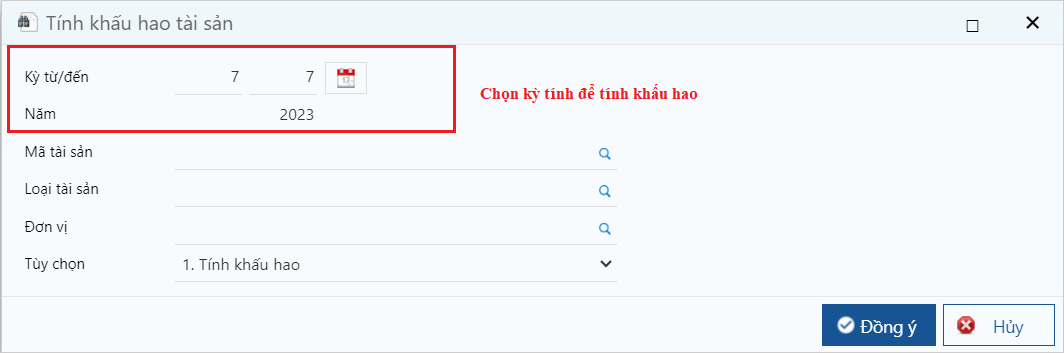 Tính khấu hao tài sản
Kỳ từ/đến 7 7
Chọn kỳ tính để tính khấu hao
Năm 2023
Mã tài sản
Loại tài sản
Đơn vị
Tùy chọn 1. Tính khấu hao
Đồng ý Hủy